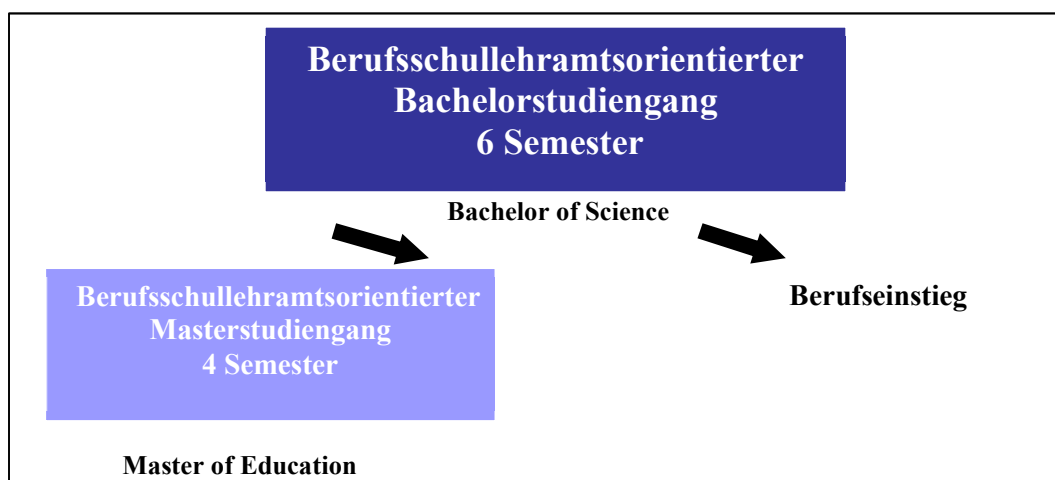 Berufsschullehramtsorientierter
Bachelorstudiengang
6 Semester
Bachelor of Science
Berufsschullehramtsorientierter
Masterstudiengang
4 Semester
Berufseinstieg
Master of Education